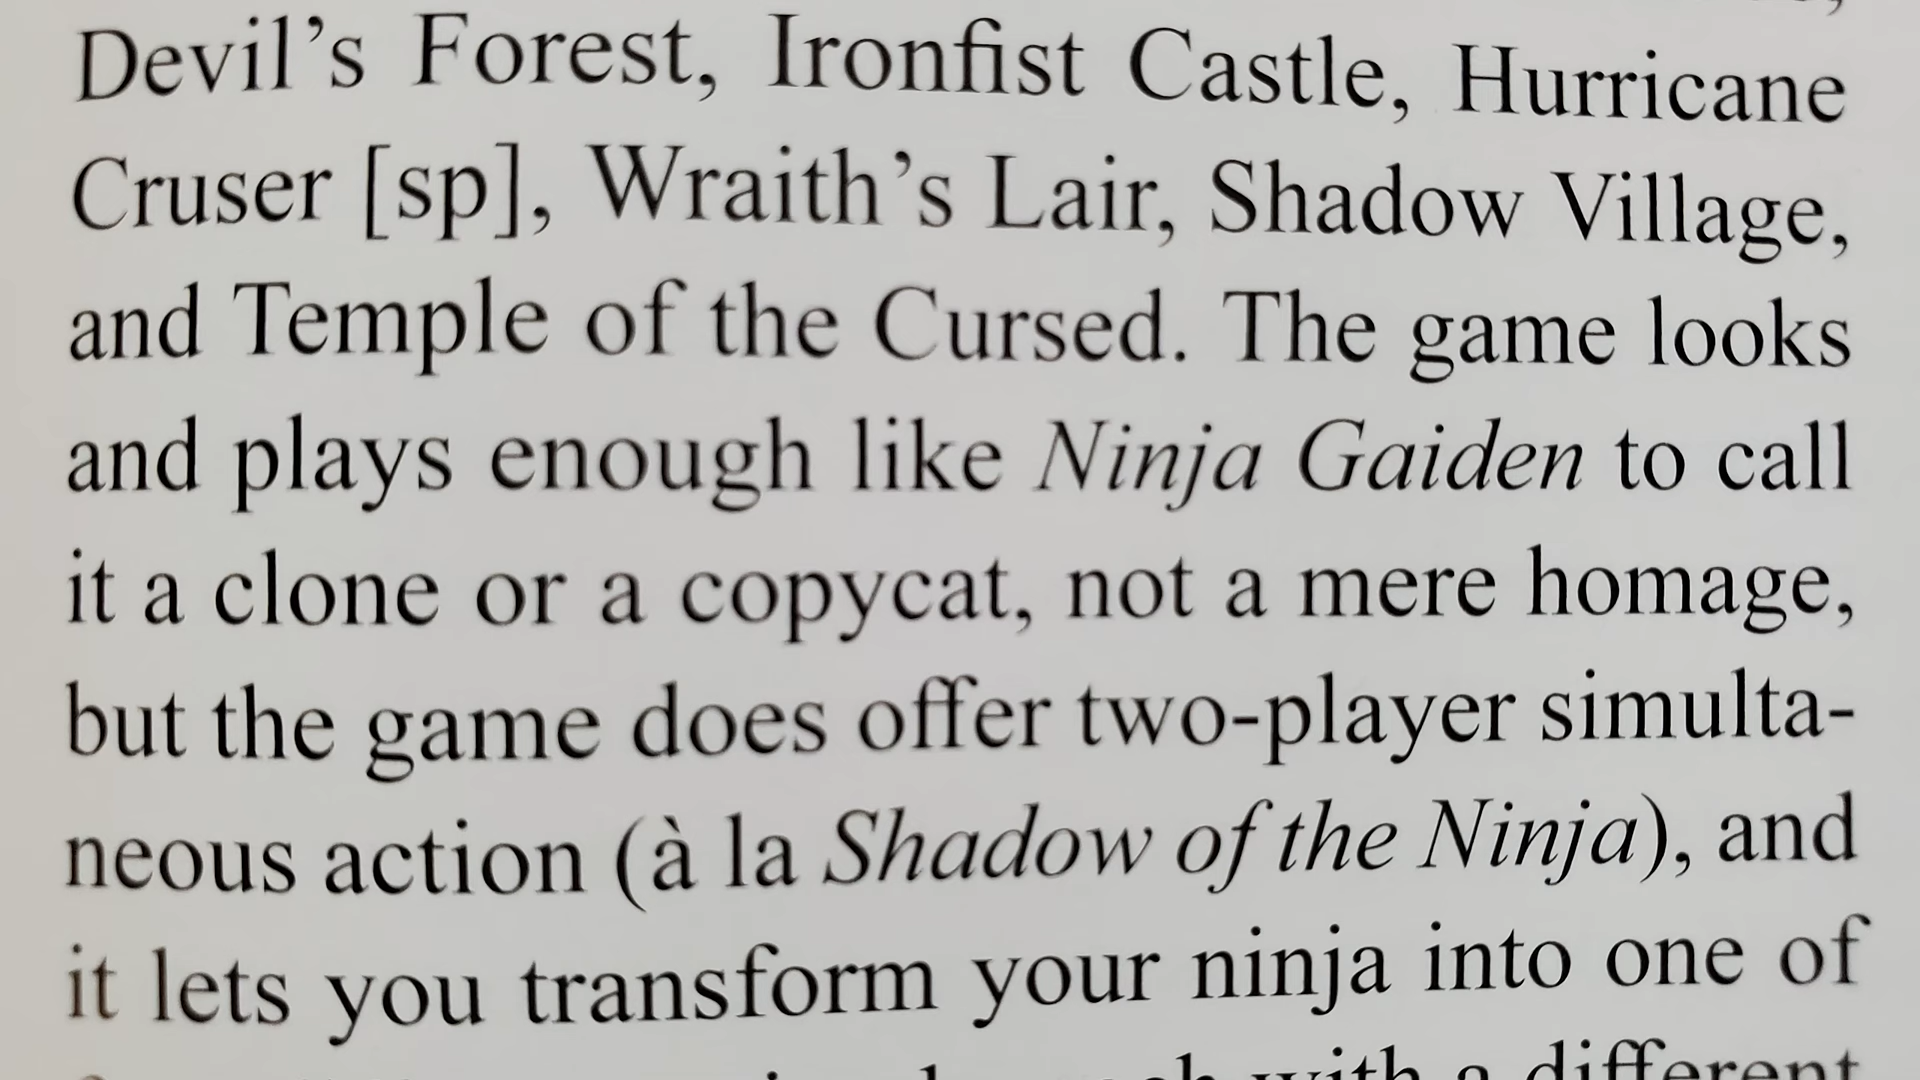 Devil’s Forest, Ironfist Castle, Hurricane
Cruser [sp], Wraith’s Lair, Shadow Village,
and Temple of the Cursed. The game looks
and plays enough like Ninja Gaiden to call
it a clone or a copycat, not a mere homage,
but the game does offer two-player simulta-
neous action (à la Shadow of the Ninja), and
it lets you transform your ninja into one of
with a different